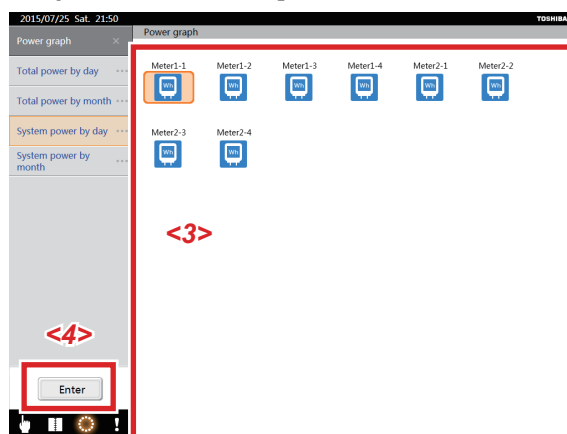 2015/07/25 Sat. 21:50
TOSHIBA
Power graph ×
Power graph
Total power by day ...
Total power by month ...
System power by day ...
System power by
month ...
Meter1-1 Meter1-2 Meter1-3 Meter1-4 Meter2-1 Meter2-2
Wh Wh Wh Wh Wh Wh
Meter2-3 Meter2-4
Wh Wh
<3>
<4>
Enter
!